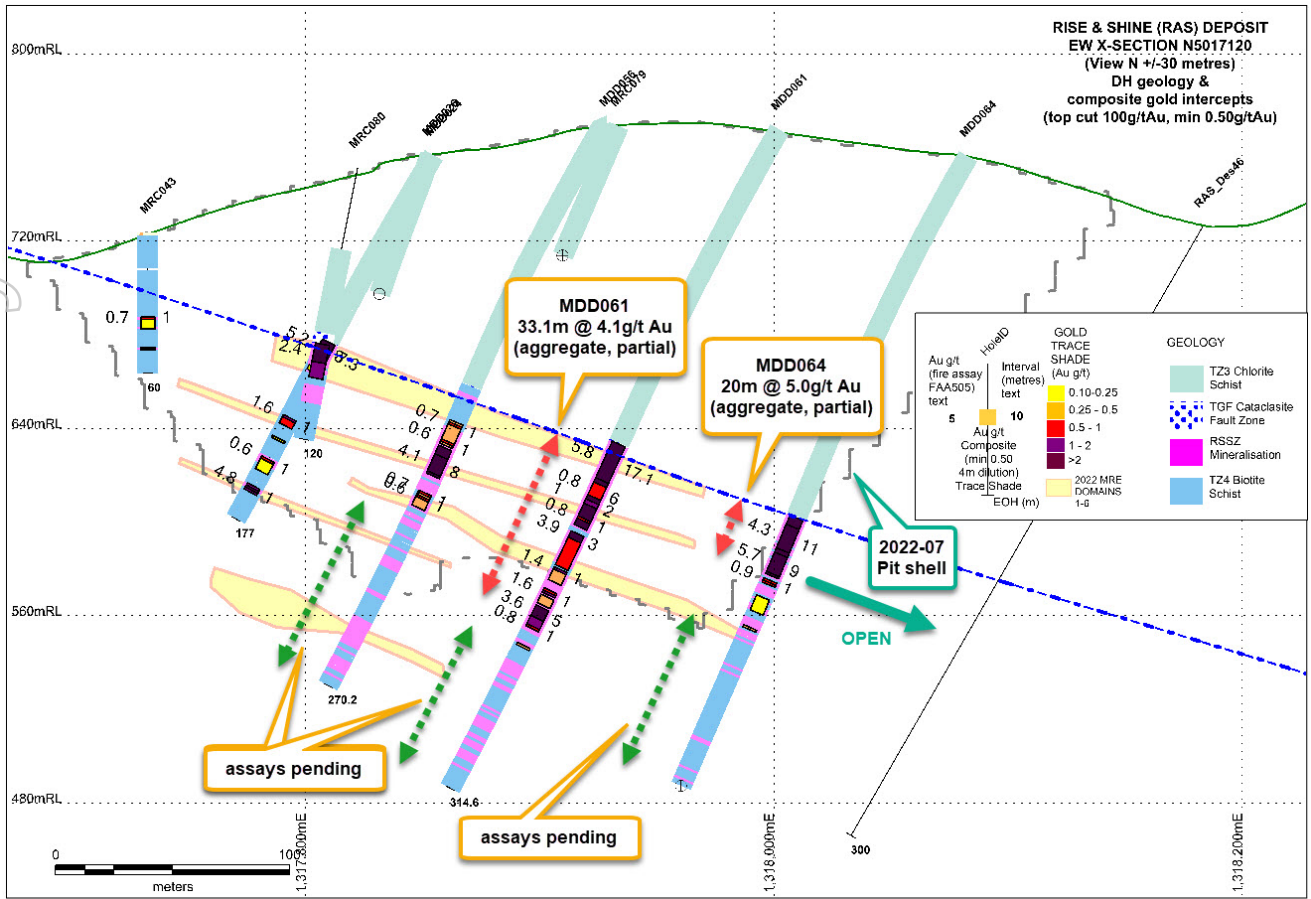 RISE & SHINE (RAS) DEPOSIT
EW X-SECTION N5017120
(View N +/-30 metres)
DH geology &
composite gold intercepts
(top cut 100g/tAu, min 0.50g/tAu)
800mRL
720mRL
640mRL
560mRL
480mRL
MRC043
MRC080
MDD056
MRC079
MDD061
MDD064
RAS_Des46
MDD061
33.1m @ 4.1g/t Au
(aggregate, partial)
MDD064
20m @ 5.0g/t Au
(aggregate, partial)
2022-07
Pit shell
OPEN
assays pending
assays pending
0.7 1
60
5.2
2.4
1.6 1
120
0.6 1
4.8 1
177
0.7 1
0.6 1
4.1 8
1
270.2
5.8 17.1
0.8 6
1 2
0.8 1
3.9 3
1.4 1
1.6 1
3.6 5
0.8 1
314.6
4.3 11
5.7 9
0.9 1
300
Au g/t
(fire assay
FAA505)
text
5
HoleID
Interval
(metres)
text
10
Au g/t
Composite
(min 0.50
4m dilution)
Trace Shade
EOH (m)
GOLD
TRACE
SHADE
(Au g/t)
0.10-0.25
0.25 - 0.5
0.5 - 1
1 - 2
>2
2022 MRE
DOMAINS
GEOLOGY
TZ3 Chlorite
Schist
TGF Cataclasite
Fault Zone
RSSZ
Mineralisation
TZ4 Biotite
Schist
0 100
meters
1,318,000mE
1,318,200mE